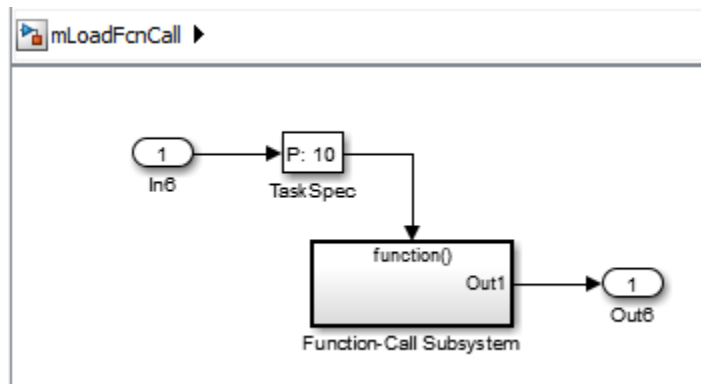 mLoadFcnCall
1
In6
P: 10
TaskSpec
function()
Out1
Function-Call Subsystem
1
Out6